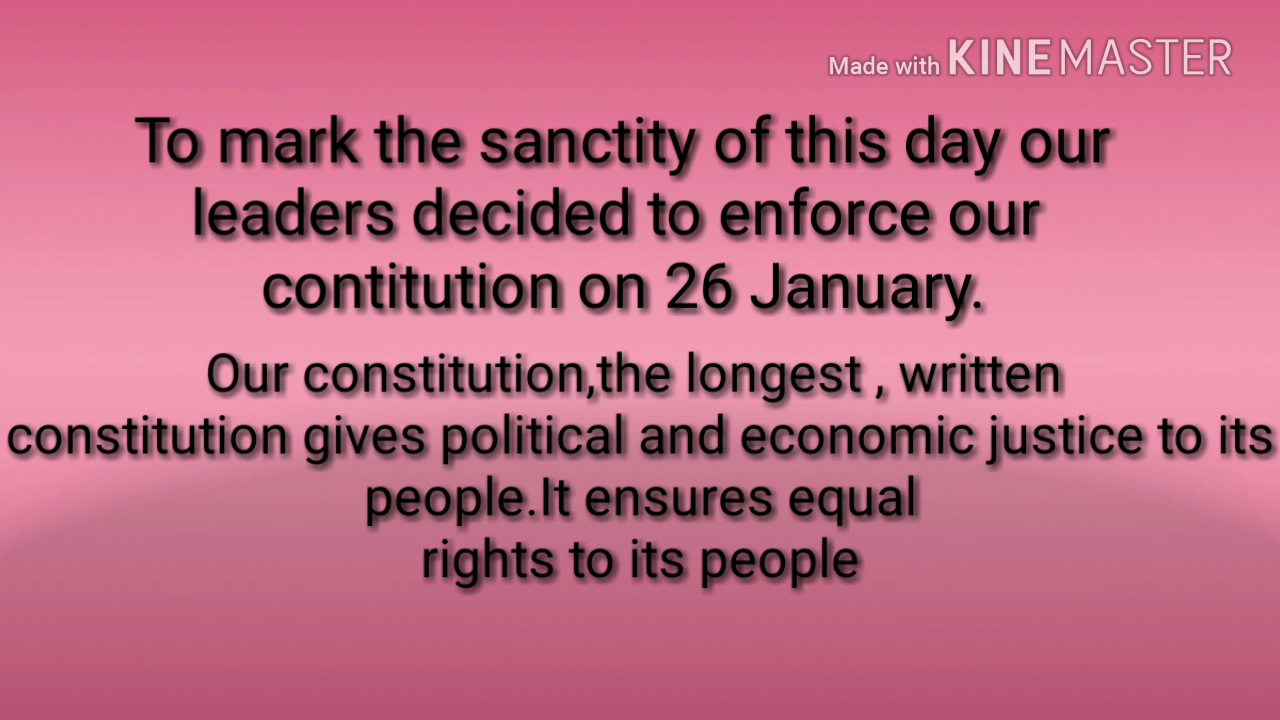 Made with KINEMASTER
To mark the sanctity of this day our
leaders decided to enforce our
contitution on 26 January.
Our constitution,the longest , written
constitution gives political and economic justice to its
people.It ensures equal
rights to its people